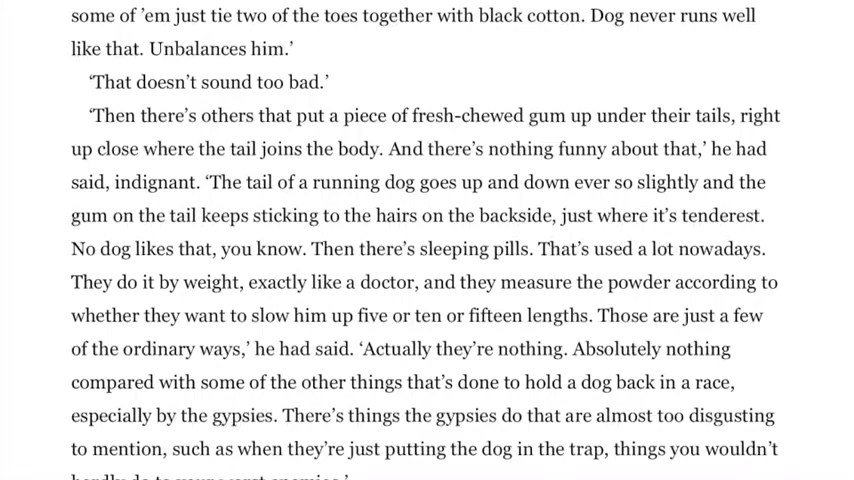 some of ’em just tie two of the toes together with black cotton. Dog never runs well
like that. Unbalances him.’
‘That doesn’t sound too bad.’
‘Then there’s others that put a piece of fresh-chewed gum up under their tails, right
up close where the tail joins the body. And there’s nothing funny about that,’ he had
said, indignant. ‘The tail of a running dog goes up and down ever so slightly and the
gum on the tail keeps sticking to the hairs on the backside, just where it’s tenderest.
No dog likes that, you know. Then there’s sleeping pills. That’s used a lot nowadays.
They do it by weight, exactly like a doctor, and they measure the powder according to
whether they want to slow him up five or ten or fifteen lengths. Those are just a few
of the ordinary ways,’ he had said. ‘Actually they’re nothing. Absolutely nothing
compared with some of the other things that’s done to hold a dog back in a race,
especially by the gypsies. There’s things the gypsies do that are almost too disgusting
to mention, such as when they’re just putting the dog in the trap, things you wouldn’t